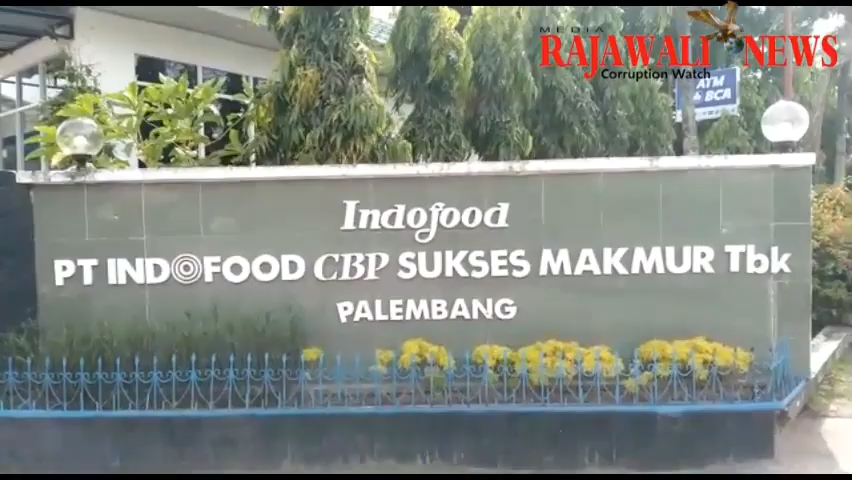 MEDIA
RAJAWALI NEWS
Corruption Watch
ATM
& BCA
Indofood
PT INDOFOOD CBP SUKSES MAKMUR Tbk
PALEMBANG